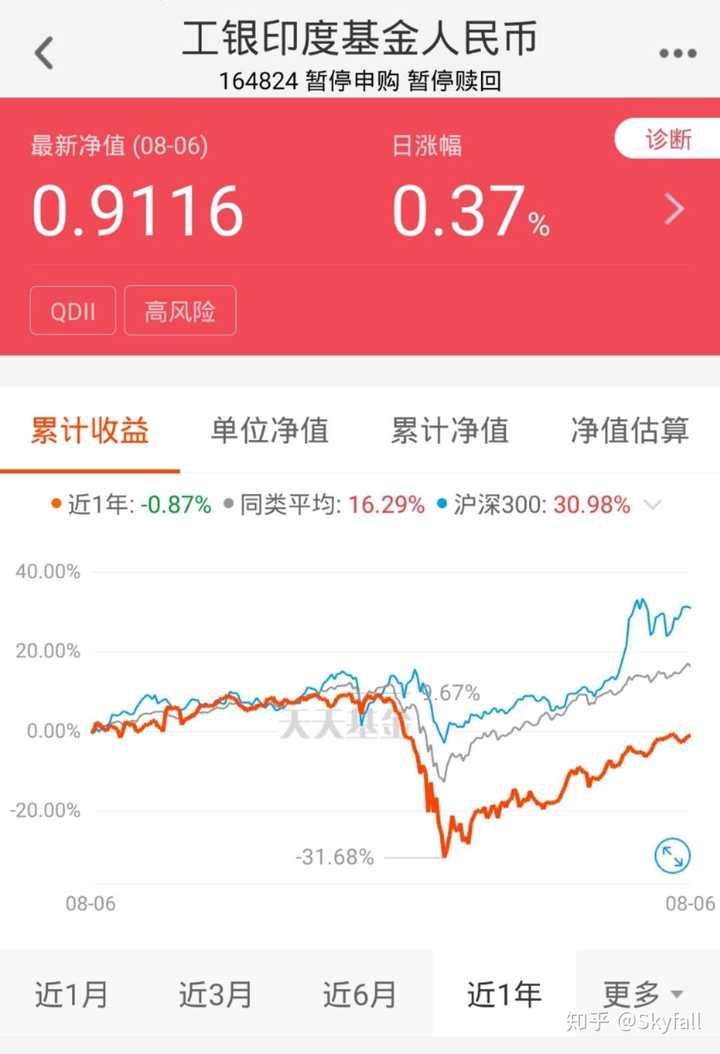 工银印度基金人民币
164824 暂停申购 暂停赎回
最新净值 (08-06)
日涨幅
诊断
0.9116
0.37%
QDII
高风险
累计收益
单位净值
累计净值
净值估算
近1年: -0.87% 同类平均: 16.29% 沪深300: 30.98%
40.00%
20.00%
9.67%
0.00%
天天基金
-20.00%
-31.68%
08-06
08-06
近1月
近3月
近6月
近1年
更多
知乎 @Skyfall